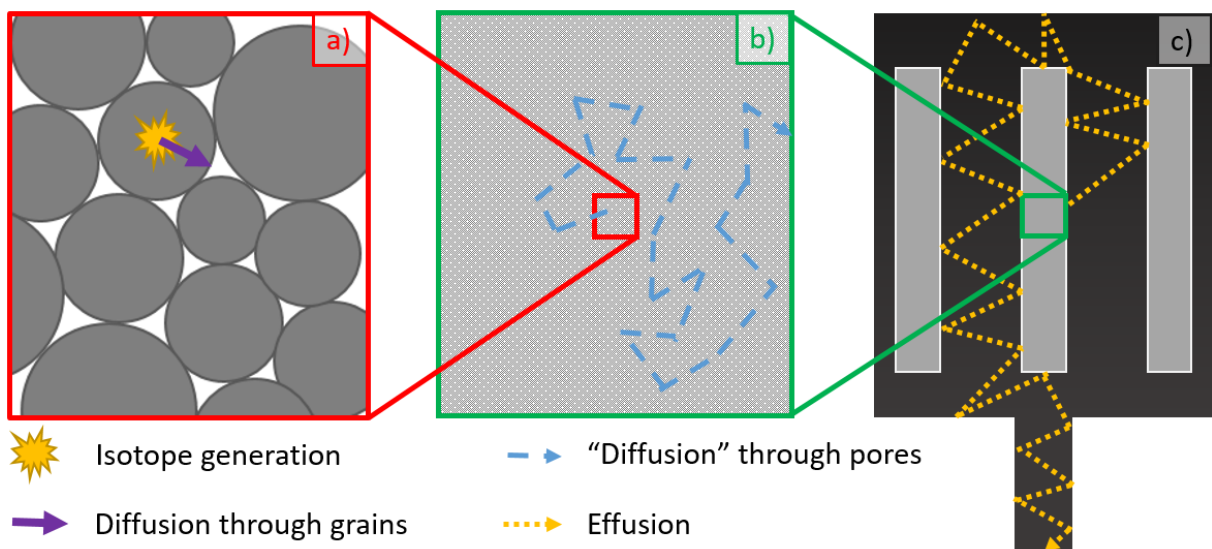 a)
b)
c)
Isotope generation
“Diffusion” through pores
Diffusion through grains
Effusion